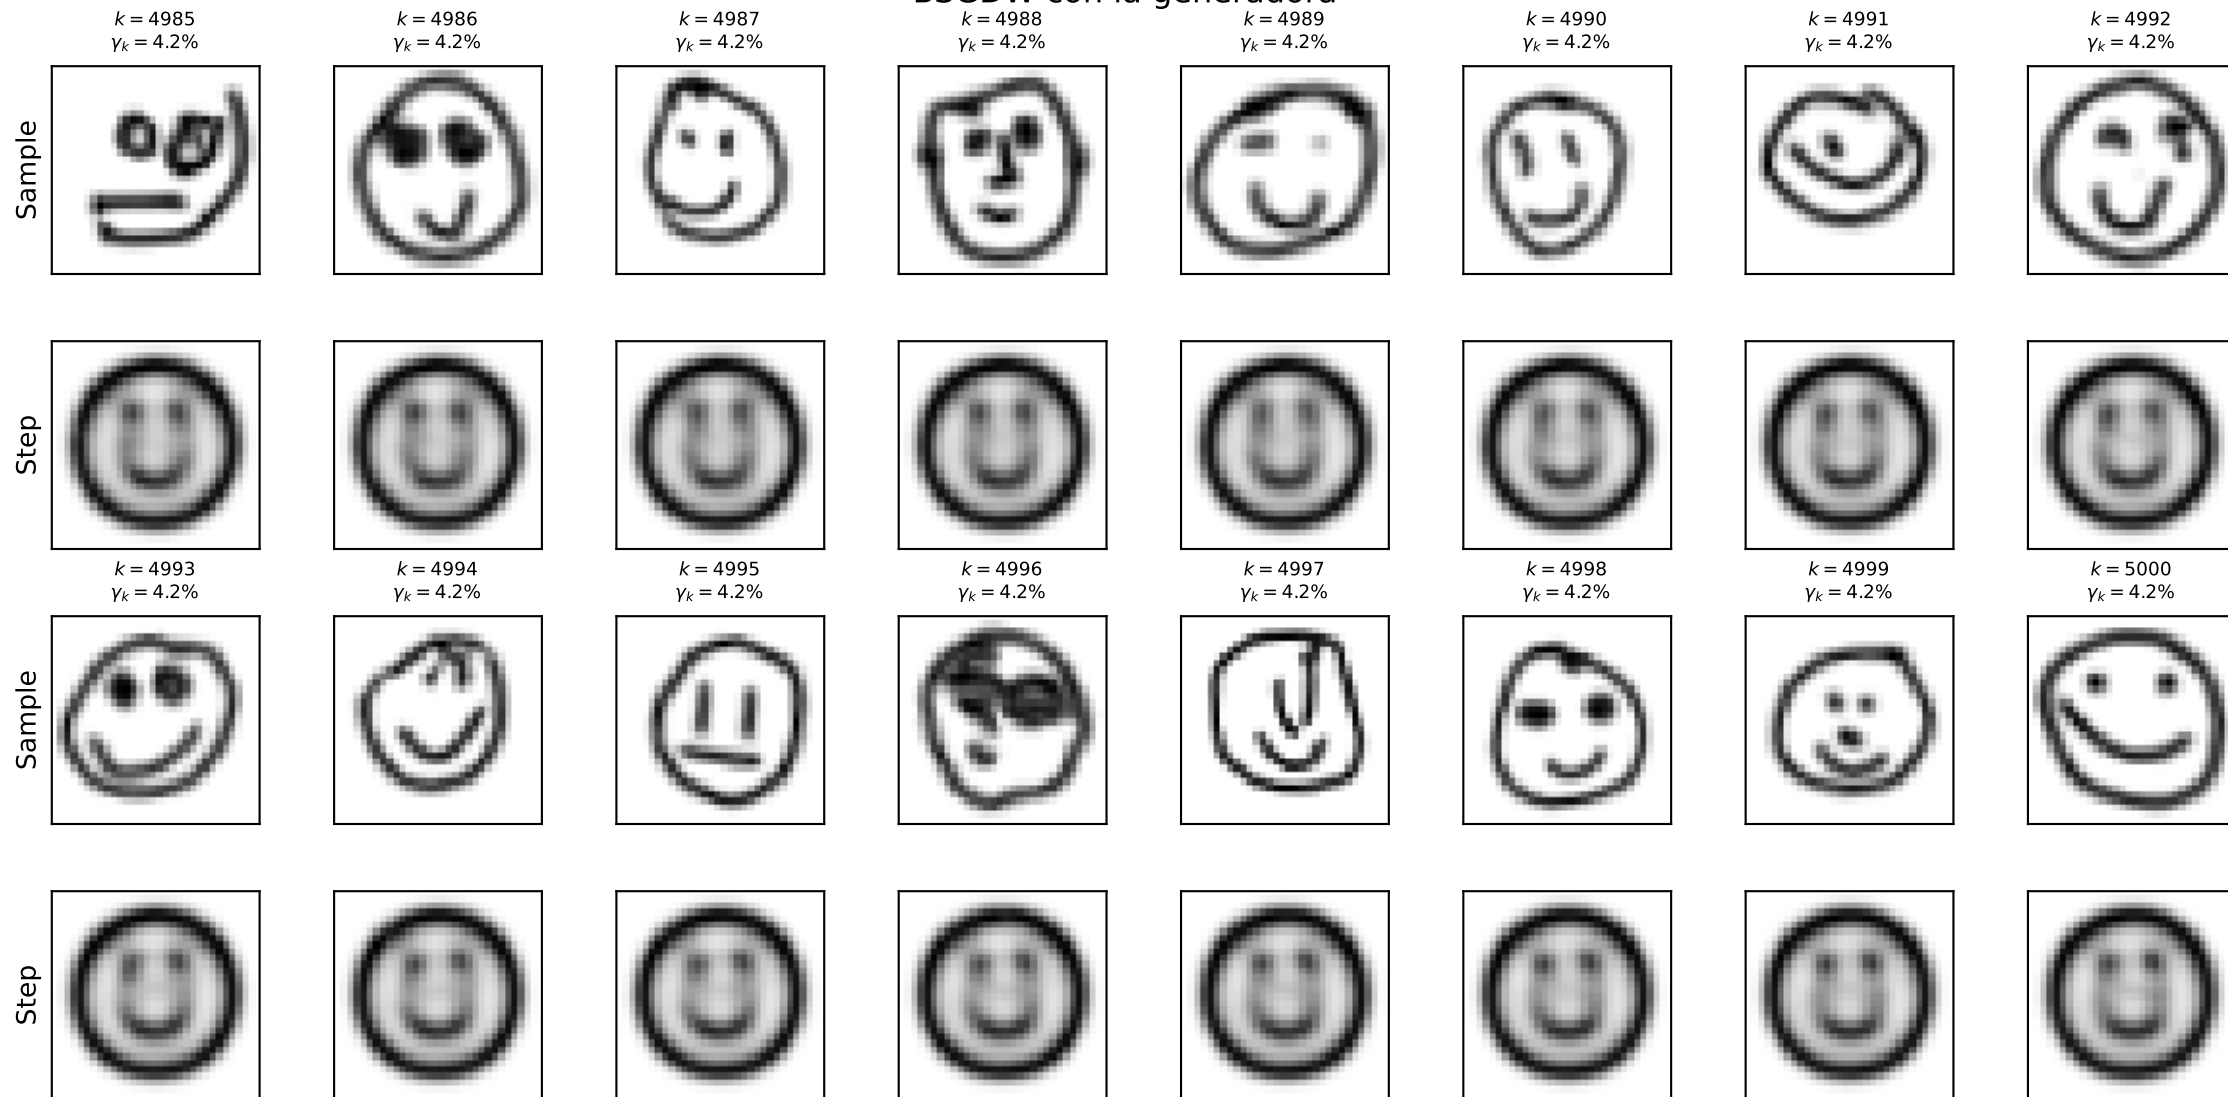 con la generadora
k = 4985 k = 4986 k = 4987 k = 4988 k = 4989 k = 4990 k = 4991 k = 4992
γk = 4.2% γk = 4.2% γk = 4.2% γk = 4.2% γk = 4.2% γk = 4.2% γk = 4.2% γk = 4.2%
Sample
Step
k = 4993 k = 4994 k = 4995 k = 4996 k = 4997 k = 4998 k = 4999 k = 5000
γk = 4.2% γk = 4.2% γk = 4.2% γk = 4.2% γk = 4.2% γk = 4.2% γk = 4.2% γk = 4.2%
Sample
Step